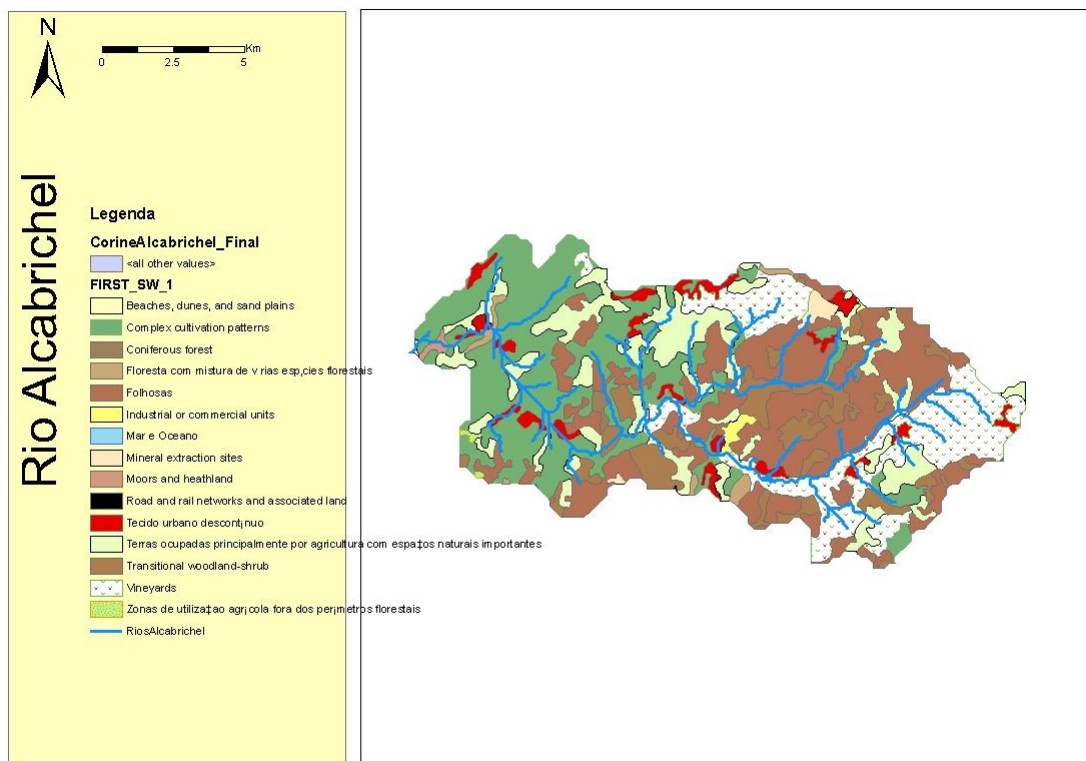 N
Km
0 2.5 5
Rio Alcabrichel
Legenda
CorineAlcabrichel_Final
<all other values>
FIRST_SW_1
Beaches, dunes, and sand plains
Complex cultivation patterns
Coniferous forest
Floresta com mistura de v rias esp‚cies florestais
Folhosas
Industrial or commercial units
Mar e Oceano
Mineral extraction sites
Moors and heathland
Road and rail networks and associated land
Tecido urbano descont¡nuo
Terras ocupadas principalmente por agricultura com espa‡os naturais importantes
Transitional woodland-shrub
Vineyards
Zonas de utiliza‡ao agr¡cola fora dos per¡metros florestais
RiosAlcabrichel